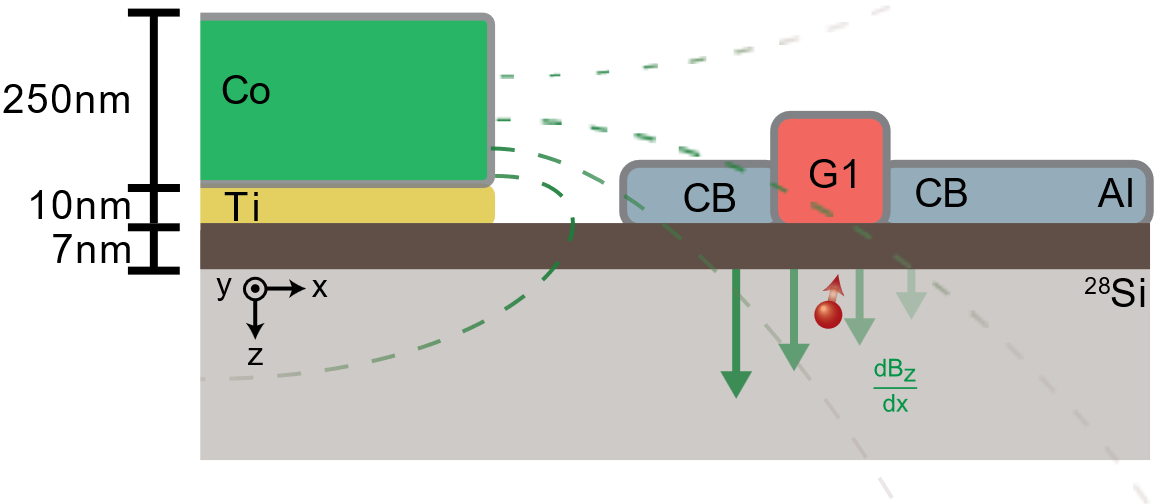 250nm
10nm
7nm
Co
Ti
CB
G1
CB
Al
y
x
z
²⁸Si
dBz
dx